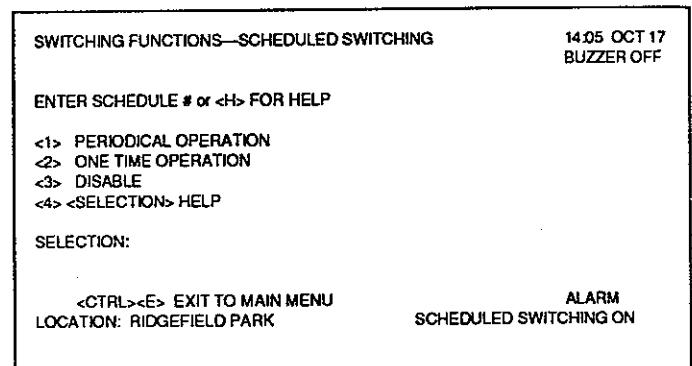 SWITCHING FUNCTIONS—SCHEDULED SWITCHING 14:05 OCT 17
BUZZER OFF
ENTER SCHEDULE # or <H> FOR HELP
<1> PERIODICAL OPERATION
<2> ONE TIME OPERATION
<3> DISABLE
<4> <SELECTION> HELP
SELECTION:
<CTRL><E> EXIT TO MAIN MENU ALARM
LOCATION: RIDGEFIELD PARK SCHEDULED SWITCHING ON